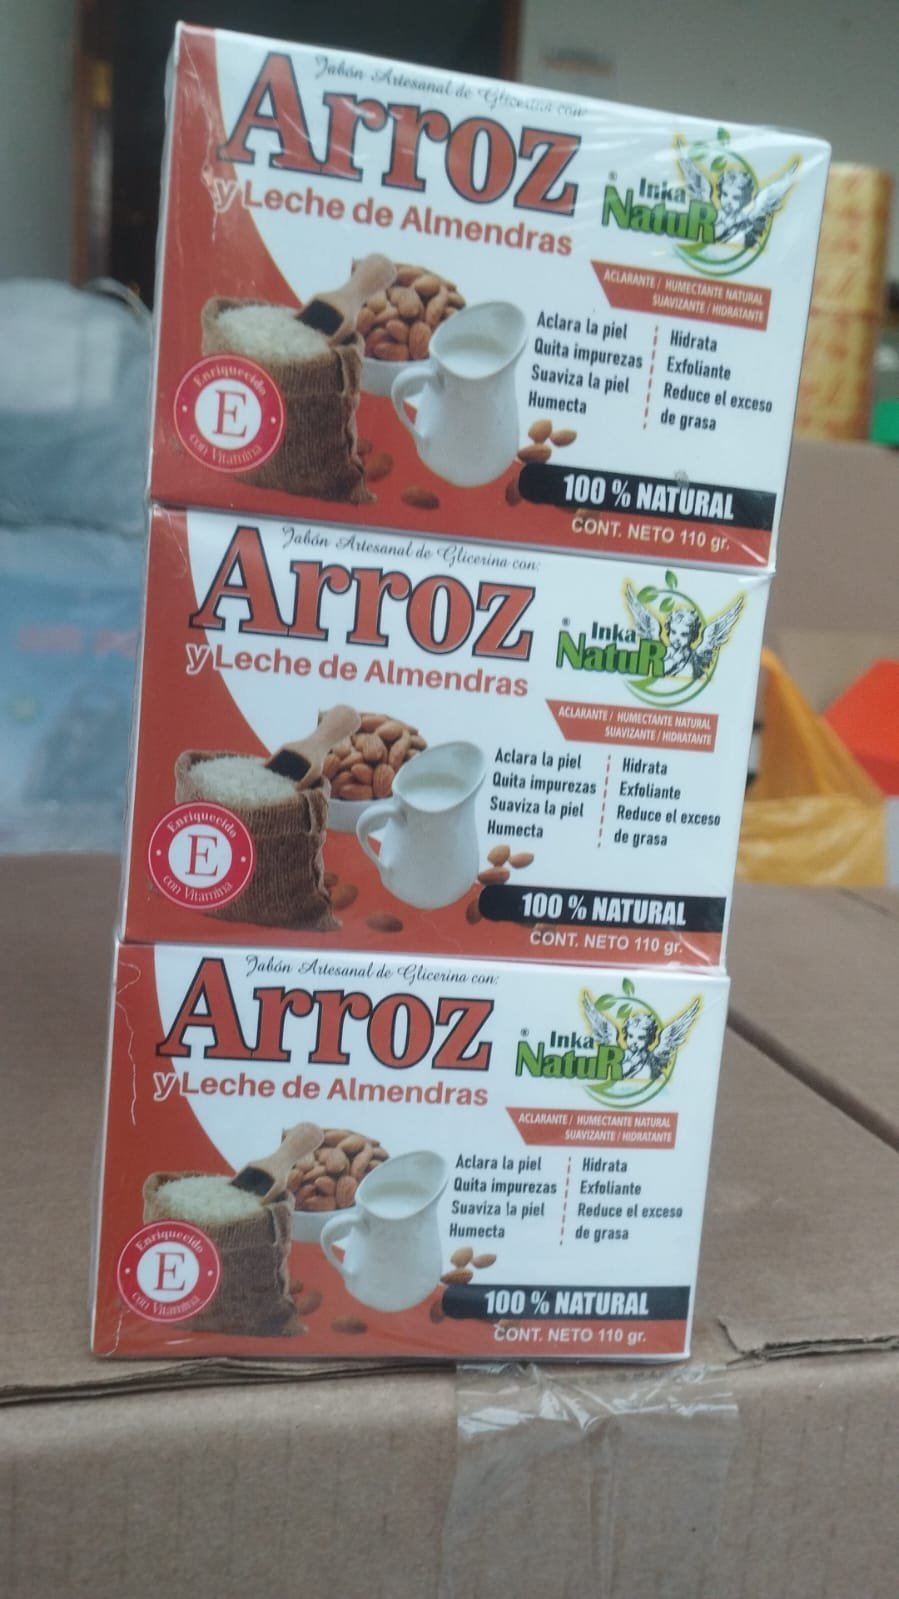 Jabón Artesanal de Glicerina con:
Arroz
y Leche de Almendras
® Inka
NatuR
ACLARANTE / HUMECTANTE NATURAL
SUAVIZANTE / HIDRATANTE
Aclara la piel
Quita impurezas
Suaviza la piel
Humecta
Hidrata
Exfoliante
Reduce el exceso
de grasa
Enriquecido
E
con Vitamina
100 % NATURAL
CONT. NETO 110 gr.
Jabón Artesanal de Glicerina con:
Arroz
y Leche de Almendras
® Inka
NatuR
ACLARANTE / HUMECTANTE NATURAL
SUAVIZANTE / HIDRATANTE
Aclara la piel
Quita impurezas
Suaviza la piel
Humecta
Hidrata
Exfoliante
Reduce el exceso
de grasa
Enriquecido
E
con Vitamina
100 % NATURAL
CONT. NETO 110 gr.
Jabón Artesanal de Glicerina con:
Arroz
y Leche de Almendras
® Inka
NatuR
ACLARANTE / HUMECTANTE NATURAL
SUAVIZANTE / HIDRATANTE
Aclara la piel
Quita impurezas
Suaviza la piel
Humecta
Hidrata
Exfoliante
Reduce el exceso
de grasa
Enriquecido
E
con Vitamina
100 % NATURAL
CONT. NETO 110 gr.